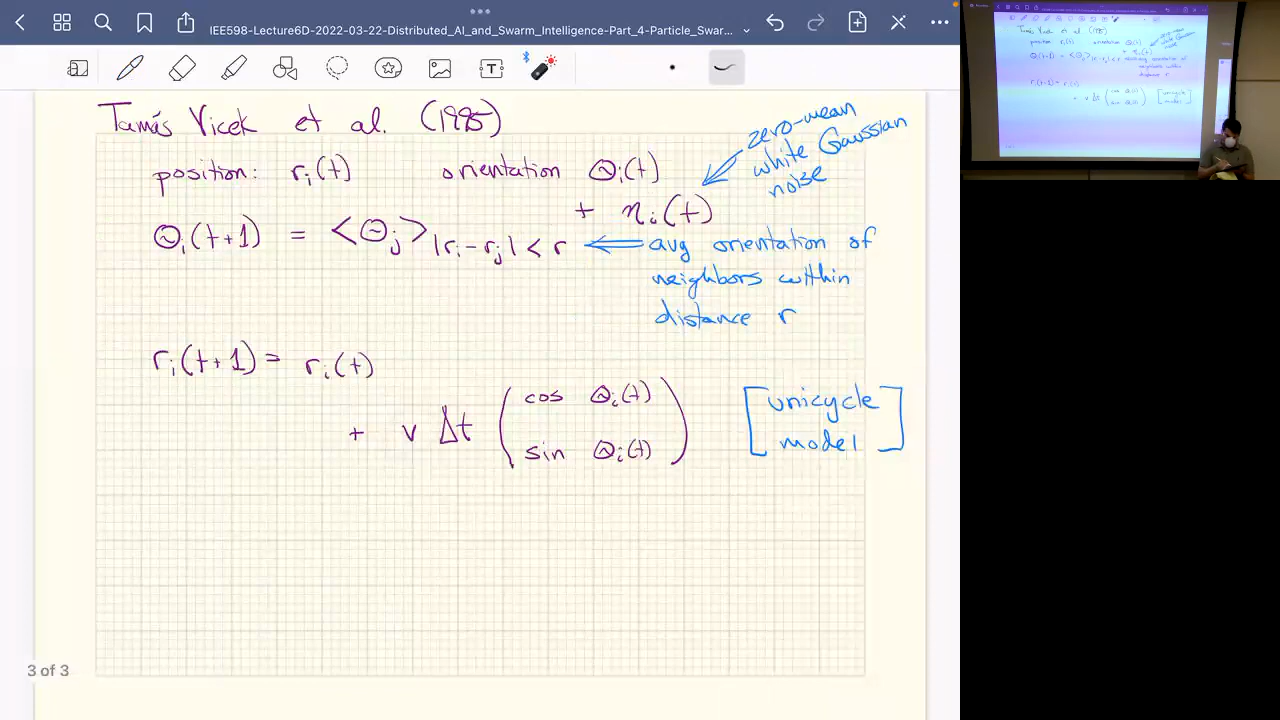 IEE598-Lecture6D-2022-03-22-Distributed_AI_and_Swarm_Intelligence-Part_4-Particle_Swar...
Tamás Vicek et al. (1995)
position: rᵢ(t) orientation Θᵢ(t)
zero-mean
white Gaussian
noise
+ ηᵢ(t)
Θᵢ(t+1) = <Θⱼ>|rᵢ-rⱼ| < r
avg orientation of
neighbors within
distance r
rᵢ(t+1) = rᵢ(t)
+ v Δt ( cos Θᵢ(t)
sin Θᵢ(t) )
[unicycle
model]
3 of 3